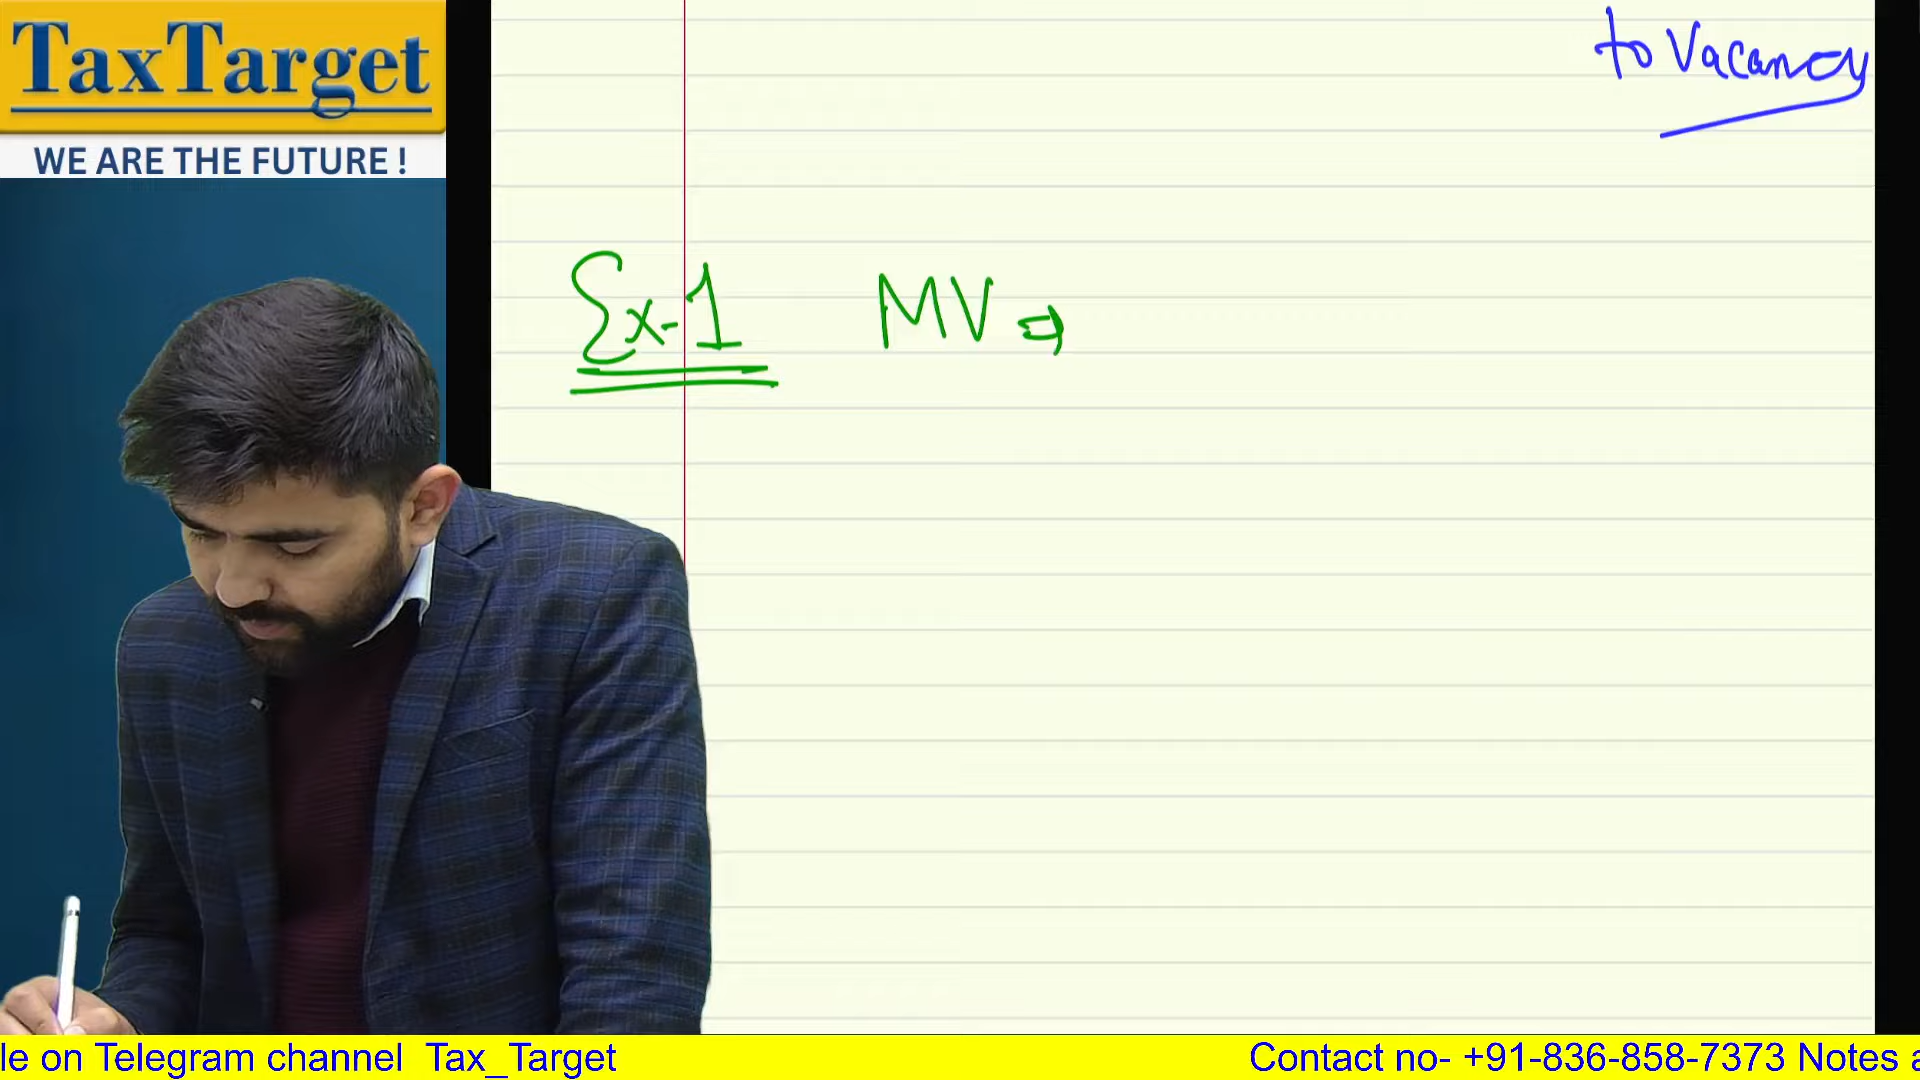 TaxTarget
WE ARE THE FUTURE !
to Vacancy
Ex-1 MV ⇒
le on Telegram channel Tax_Target
Contact no- +91-836-858-7373 Notes a